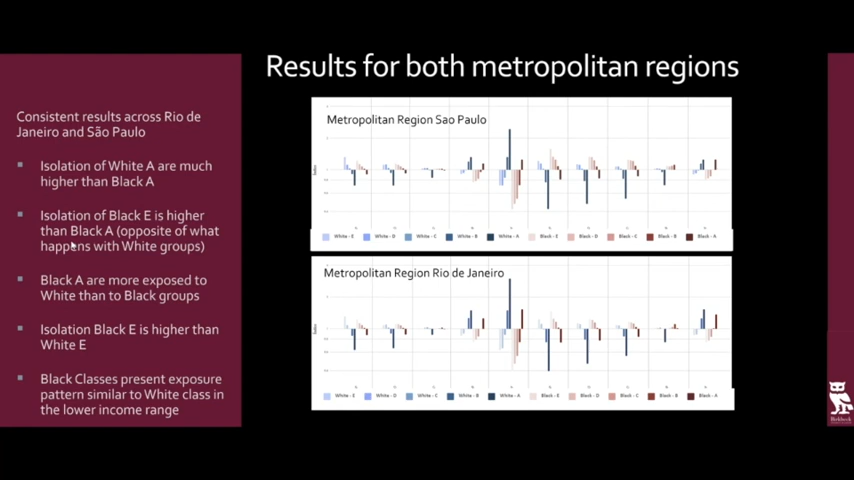 Results for both metropolitan regions
Consistent results across Rio de
Janeiro and São Paulo
Isolation of White A are much
higher than Black A
Isolation of Black E is higher
than Black A (opposite of what
happens with White groups)
Black A are more exposed to
White than to Black groups
Isolation Black E is higher than
White E
Black Classes present exposure
pattern similar to White class in
the lower income range
Metropolitan Region Sao Paulo
White - E White - D White - C White - B White - A Black - E Black - D Black - C Black - B Black - A
Metropolitan Region Rio de Janeiro
White - E White - D White - C White - B White - A Black - E Black - D Black - C Black - B Black - A
Birkbeck